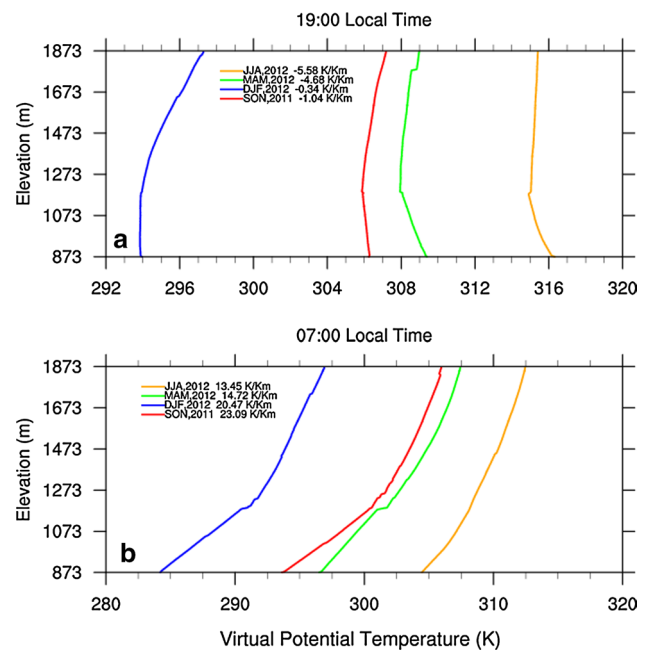 19:00 Local Time
1873
1673
1473
1273
1073
873
Elevation (m)
JJA,2012 -5.58 K/Km
MAM,2012 -4.68 K/Km
DJF,2012 -0.34 K/Km
SON,2011 -1.04 K/Km
a
292 296 300 304 308 312 316 320
07:00 Local Time
1873
1673
1473
1273
1073
873
Elevation (m)
JJA,2012 13.45 K/Km
MAM,2012 14.72 K/Km
DJF,2012 20.47 K/Km
SON,2011 23.09 K/Km
b
280 290 300 310 320
Virtual Potential Temperature (K)